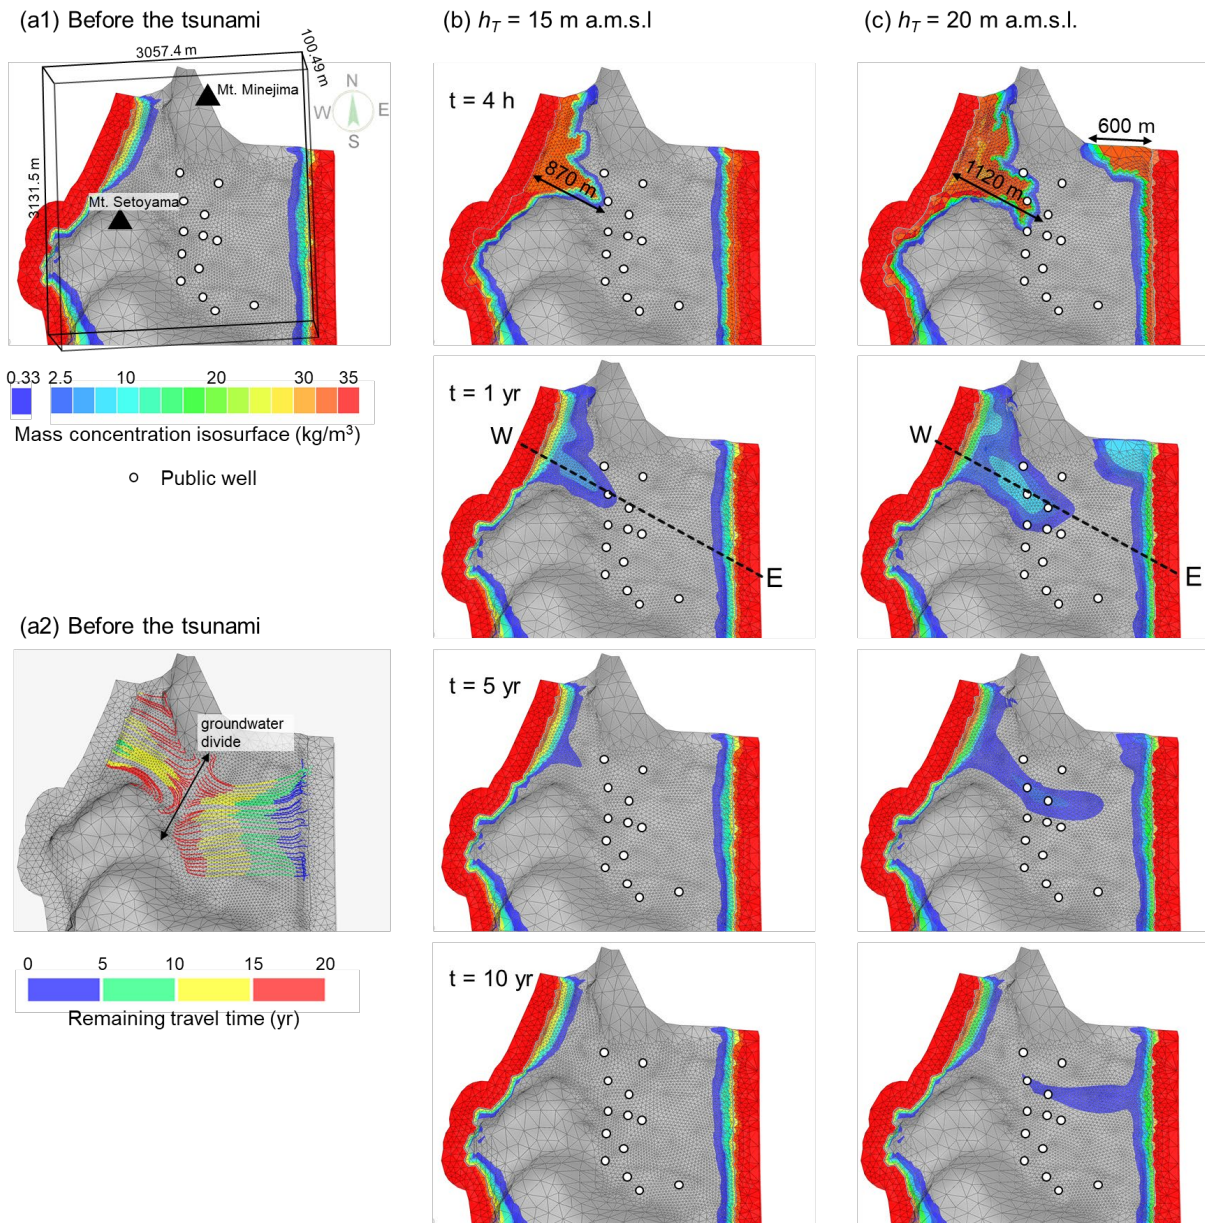 (a1) Before the tsunami
(b) hT = 15 m a.m.s.l
(c) hT = 20 m a.m.s.l.
3057.4 m
100.49 m
3131.5 m
Mt. Minejima
N
W E
S
Mt. Setoyama
t = 4 h
870 m
1120 m
600 m
0.33 2.5 10 20 30 35
Mass concentration isosurface (kg/m³)
Public well
t = 1 yr
W
E
W
E
(a2) Before the tsunami
groundwater
divide
t = 5 yr
0 5 10 15 20
Remaining travel time (yr)
t = 10 yr